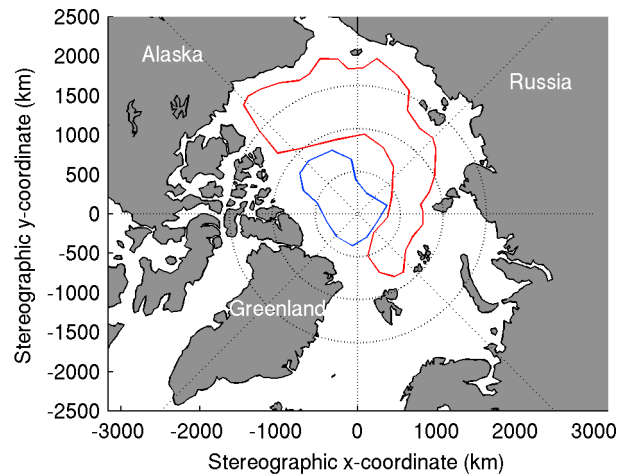 Stereographic y-coordinate (km)
2500
2000
1500
1000
500
0
-500
-1000
-1500
-2000
-2500
Alaska
Russia
Greenland
-3000 -2000 -1000 0 1000 2000 3000
Stereographic x-coordinate (km)